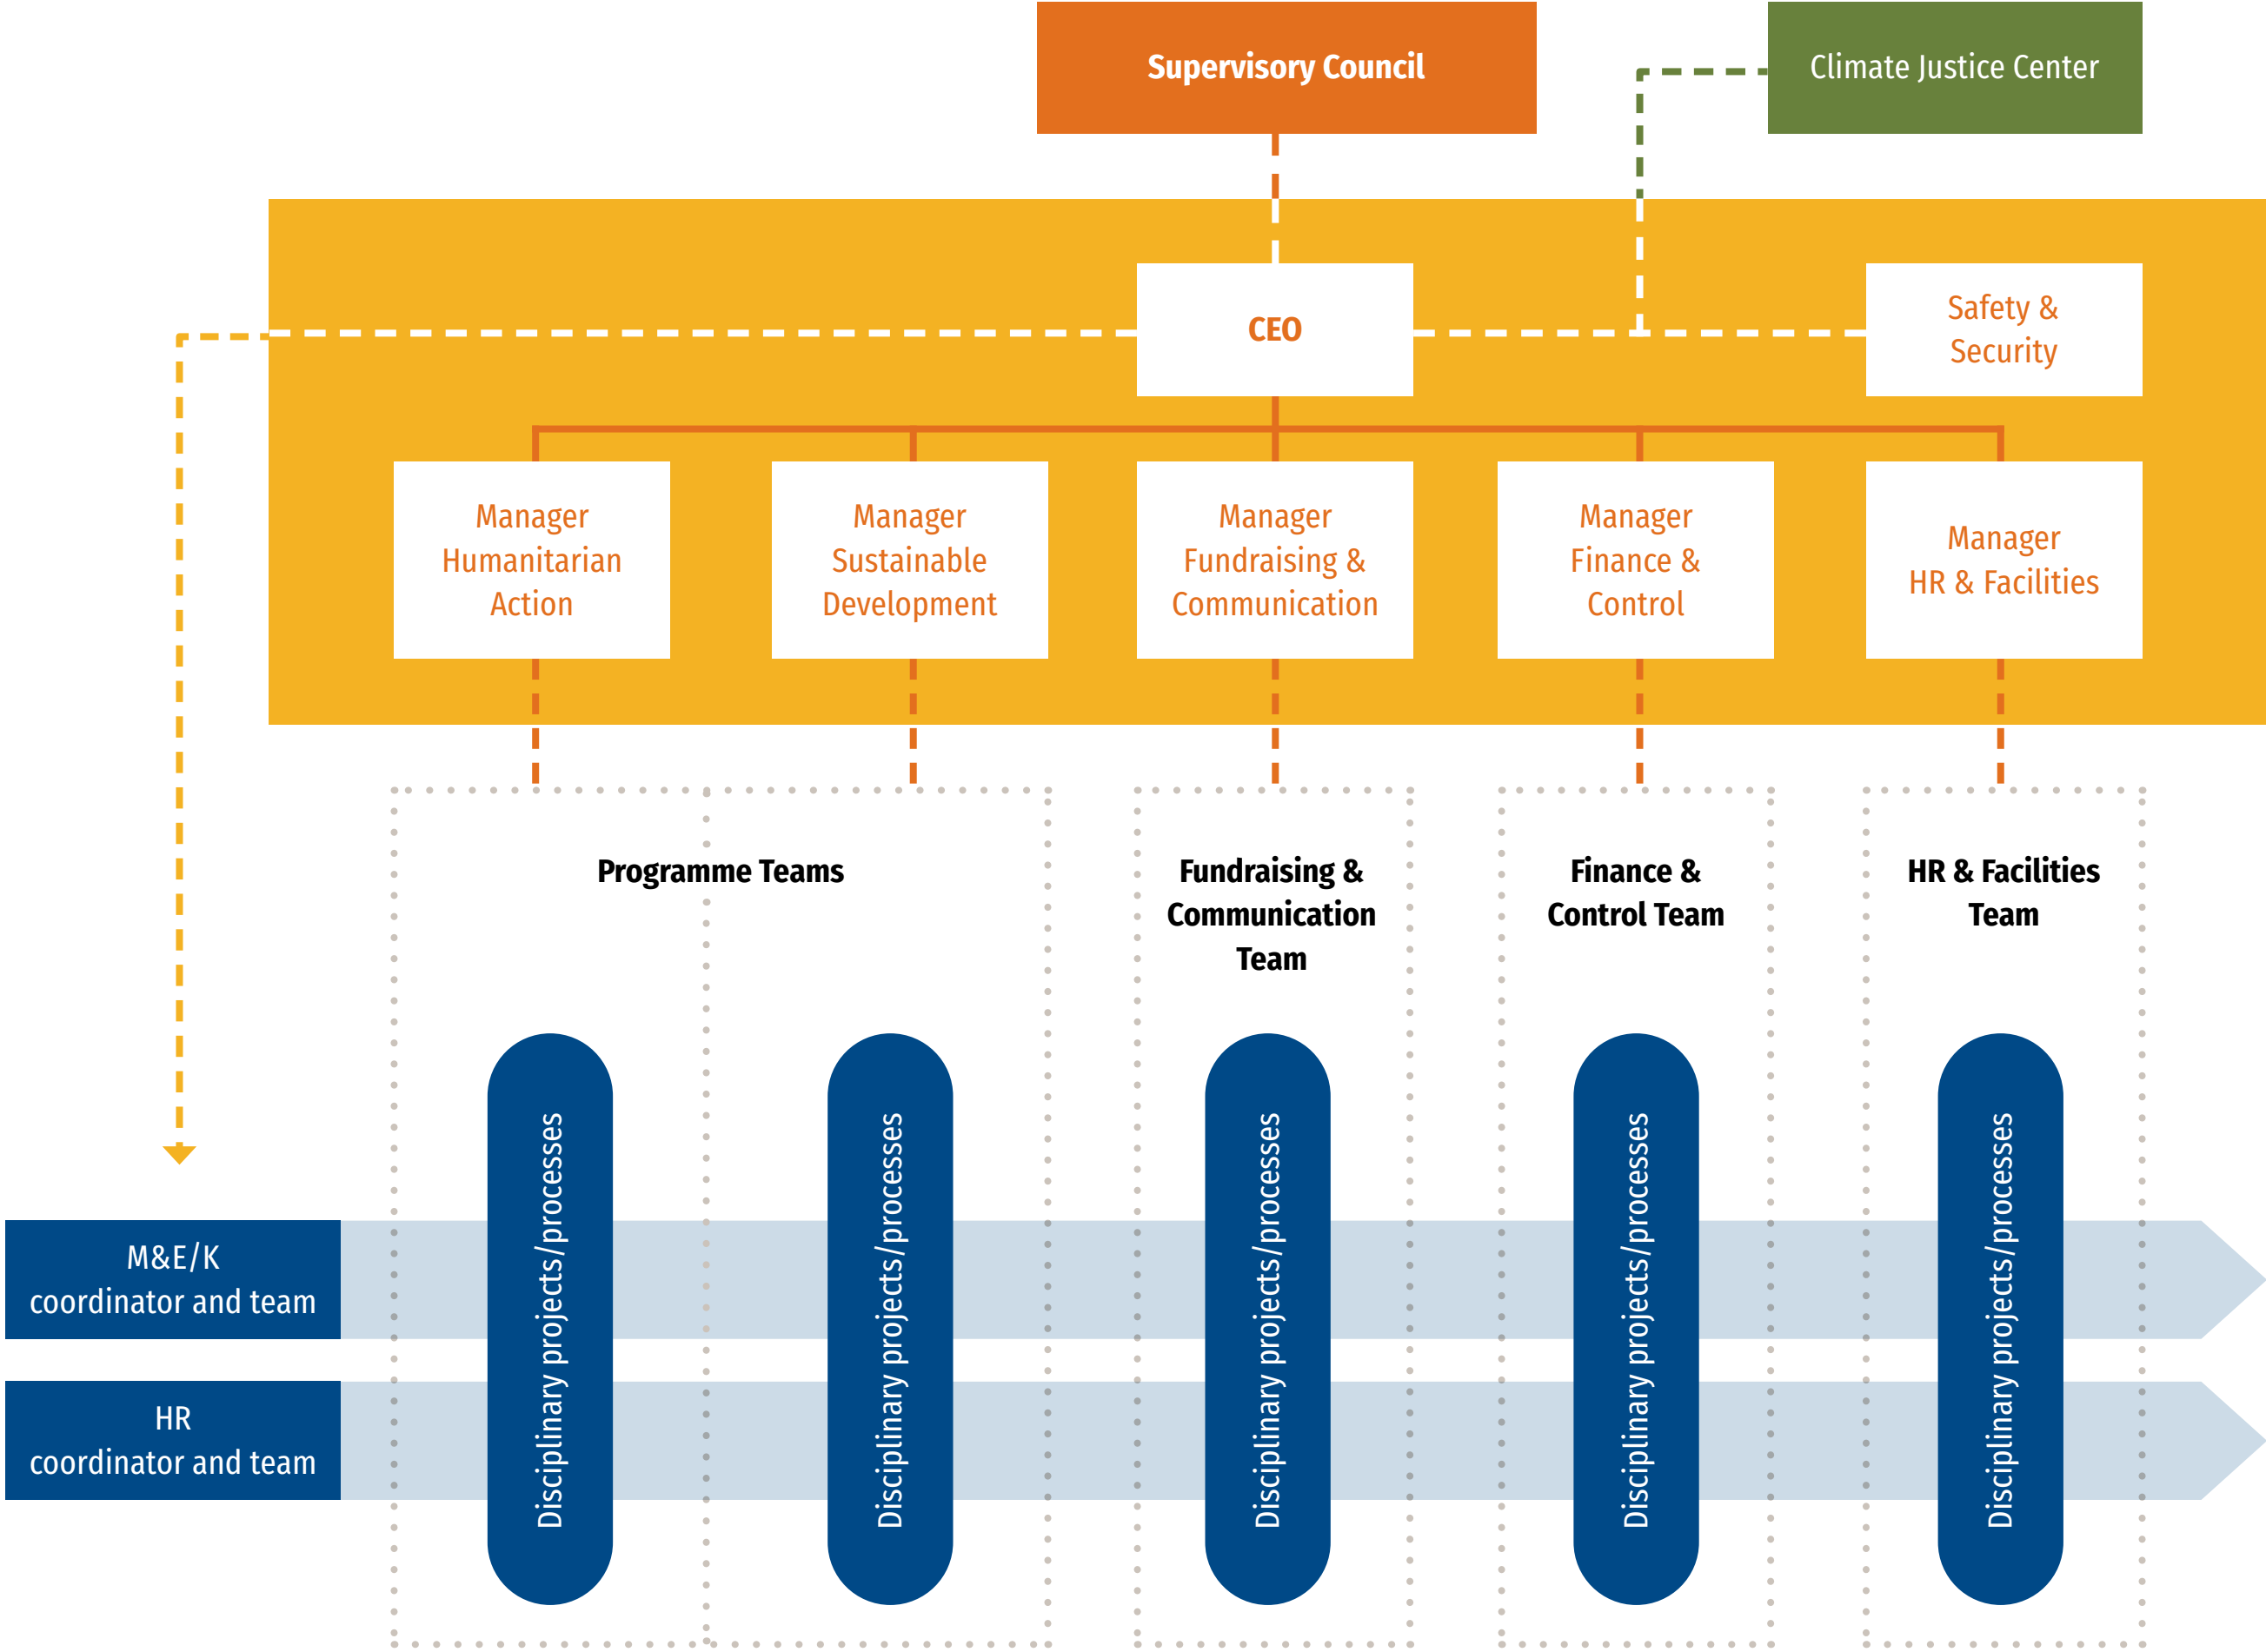 Supervisory Council
Climate Justice Center
CEO
Safety &
Security
Manager
Humanitarian
Action
Manager
Sustainable
Development
Manager
Fundraising &
Communication
Manager
Finance &
Control
Manager
HR & Facilities
Programme Teams
Fundraising &
Communication
Team
Finance &
Control Team
HR & Facilities
Team
Disciplinary projects/processes
Disciplinary projects/processes
Disciplinary projects/processes
Disciplinary projects/processes
Disciplinary projects/processes
M&E/K
coordinator and team
HR
coordinator and team